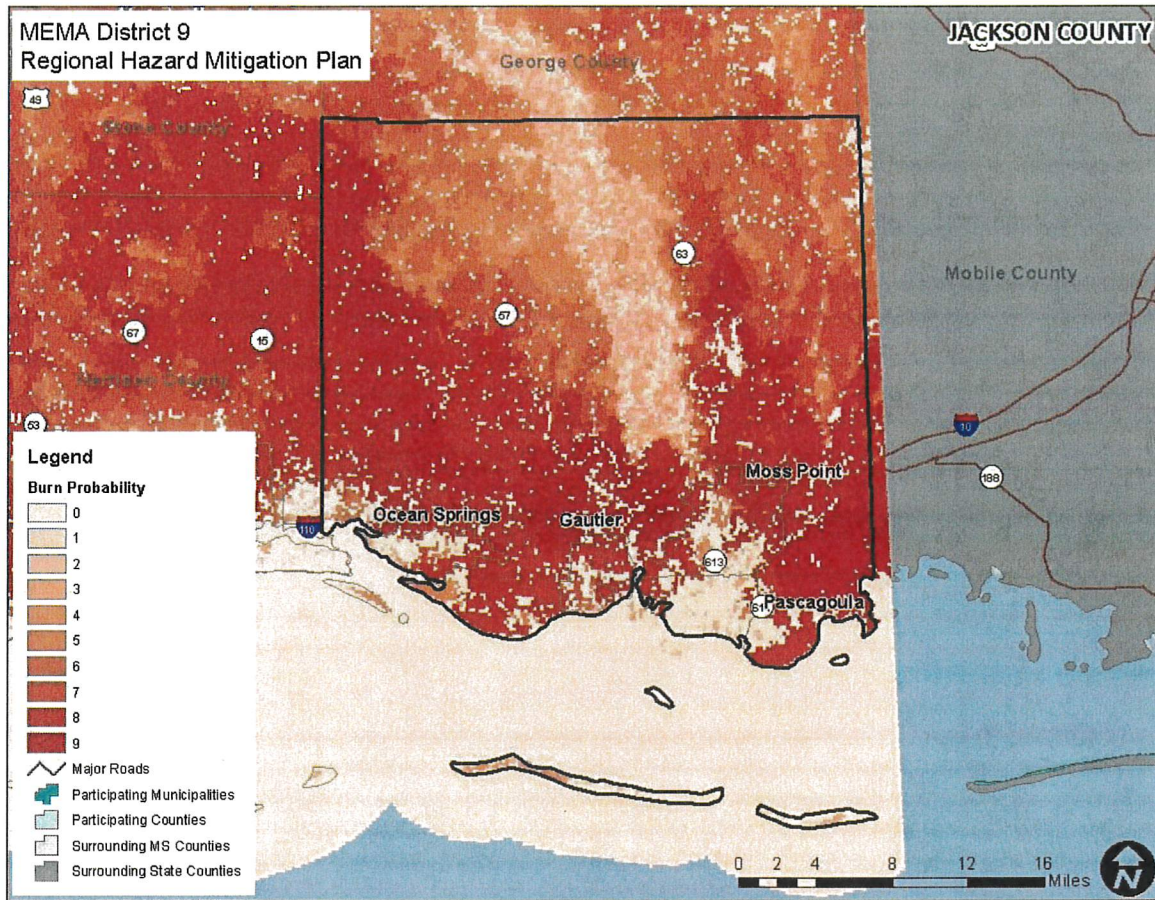 MEMA District 9
Regional Hazard Mitigation Plan
JACKSON COUNTY
George County
49
Stone County
63
Mobile County
57
67
15
Harrison County
53
10
Moss Point
188
Ocean Springs
Gautier
110
613
Pascagoula
Legend
Burn Probability
0
1
2
3
4
5
6
7
8
9
Major Roads
Participating Municipalities
Participating Counties
Surrounding MS Counties
Surrounding State Counties
0 2 4 8 12 16
Miles
N